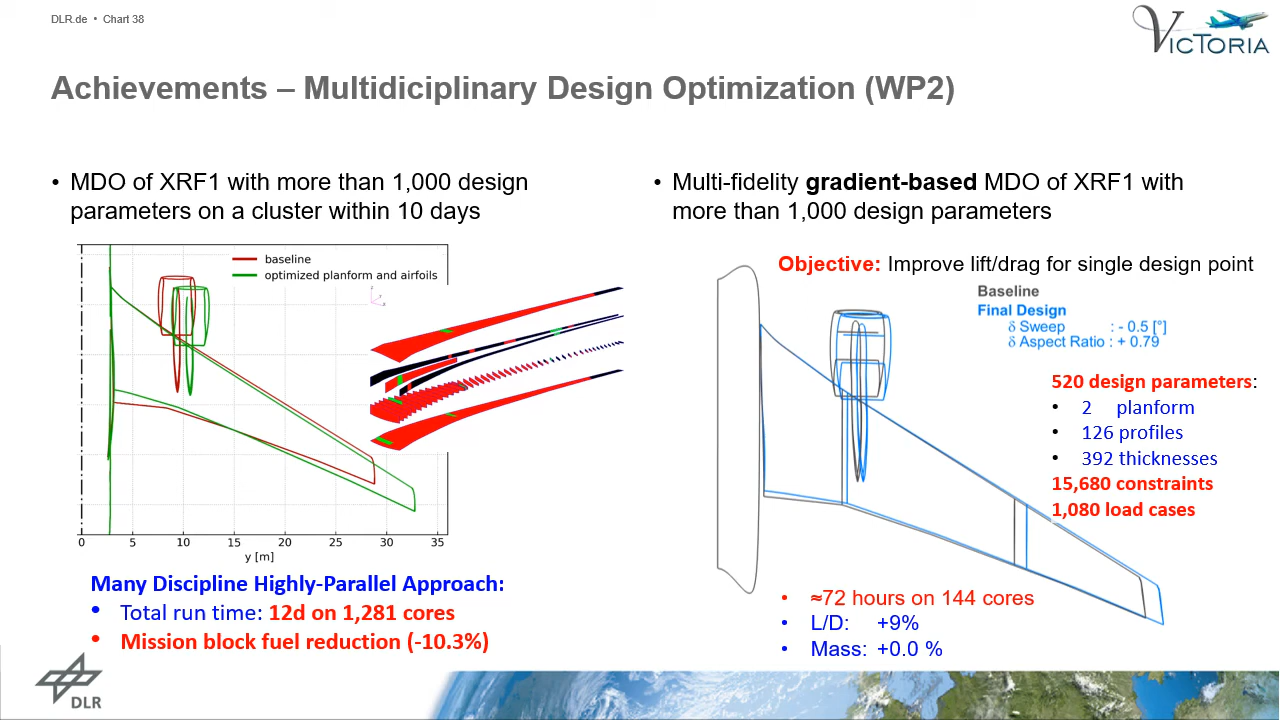 DLR.de • Chart 38
VICTORIA
Achievements – Multidiciplinary Design Optimization (WP2)
• MDO of XRF1 with more than 1,000 design
parameters on a cluster within 10 days
baseline
optimized planform and airfoils
0 5 10 15 20 25 30 35
y [m]
Many Discipline Highly-Parallel Approach:
• Total run time: 12d on 1,281 cores
• Mission block fuel reduction (-10.3%)
• Multi-fidelity gradient-based MDO of XRF1 with
more than 1,000 design parameters
Objective: Improve lift/drag for single design point
Baseline
Final Design
δ Sweep : - 0.5 [°]
δ Aspect Ratio : + 0.79
520 design parameters:
• 2 planform
• 126 profiles
• 392 thicknesses
15,680 constraints
1,080 load cases
• ≈72 hours on 144 cores
• L/D: +9%
• Mass: +0.0 %
DLR